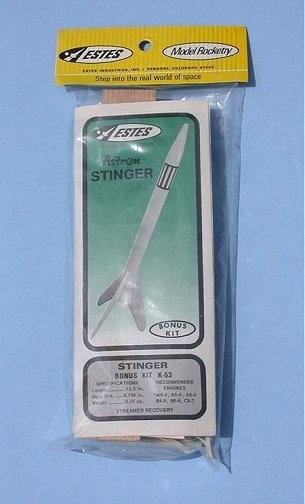 ESTES Model Rocketry
ESTES INDUSTRIES, INC. • PENROSE, COLORADO 81240
Step into the real world of space
ESTES
Astron
STINGER
BONUS KIT
STINGER
BONUS KIT K-53
SPECIFICATIONS RECOMMENDED
ENGINES
Length 12.5 in.
Body Dia. 0.736 in.
Weight 0.75 oz.
½A6-2, A5-4, A8-3
B4-4, B6-6, C6-7
STREAMER RECOVERY